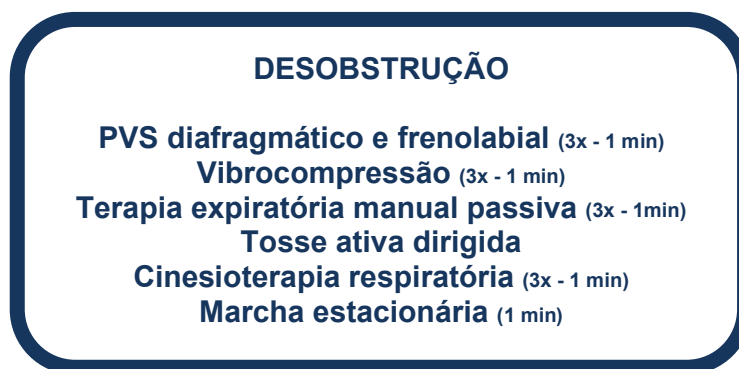 DESOBSTRUÇÃO
PVS diafragmático e frenolabial (3x - 1 min)
Vibrocompressão (3x - 1 min)
Terapia expiratória manual passiva (3x - 1min)
Tosse ativa dirigida
Cinesioterapia respiratória (3x - 1 min)
Marcha estacionária (1 min)